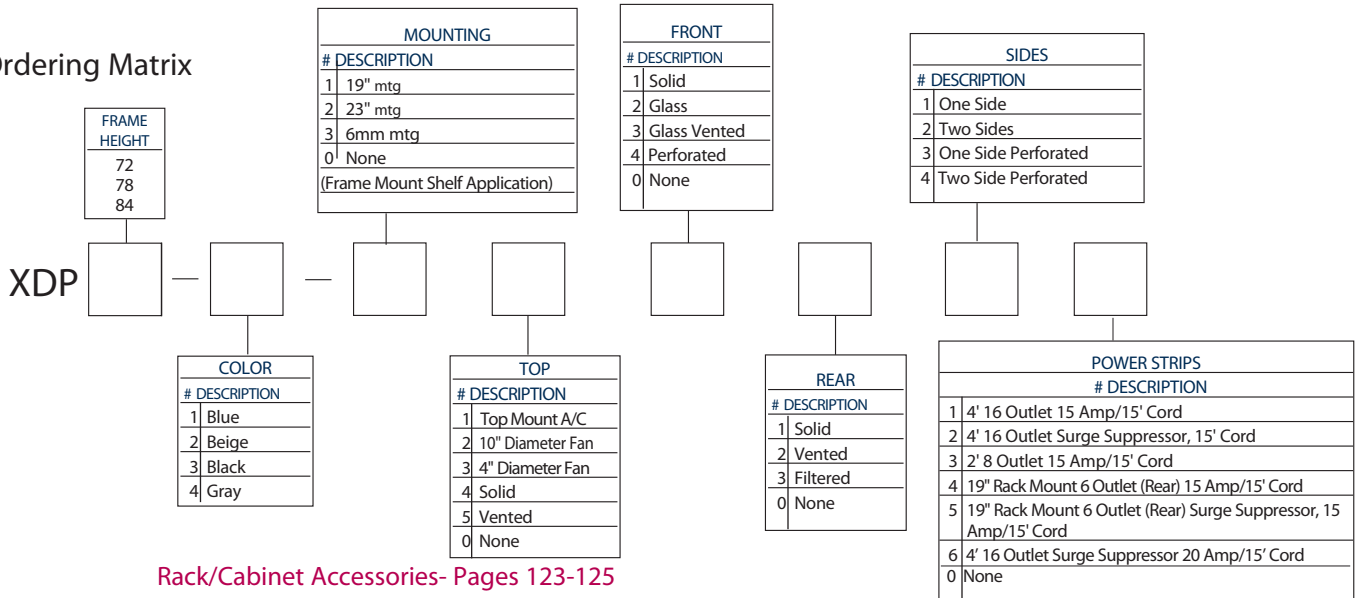 Ordering Matrix
FRAME
HEIGHT
72
78
84
MOUNTING
# DESCRIPTION
1 19" mtg
2 23" mtg
3 6mm mtg
0 None
(Frame Mount Shelf Application)
FRONT
# DESCRIPTION
1 Solid
2 Glass
3 Glass Vented
4 Perforated
0 None
SIDES
# DESCRIPTION
1 One Side
2 Two Sides
3 One Side Perforated
4 Two Side Perforated
XDP — —
COLOR
# DESCRIPTION
1 Blue
2 Beige
3 Black
4 Gray
TOP
# DESCRIPTION
1 Top Mount A/C
2 10" Diameter Fan
3 4" Diameter Fan
4 Solid
5 Vented
0 None
REAR
# DESCRIPTION
1 Solid
2 Vented
3 Filtered
0 None
POWER STRIPS
# DESCRIPTION
1 4' 16 Outlet 15 Amp/15' Cord
2 4' 16 Outlet Surge Suppressor, 15' Cord
3 2' 8 Outlet 15 Amp/15' Cord
4 19" Rack Mount 6 Outlet (Rear) 15 Amp/15' Cord
5 19" Rack Mount 6 Outlet (Rear) Surge Suppressor, 15
Amp/15' Cord
6 4’ 16 Outlet Surge Suppressor 20 Amp/15’ Cord
0 None
Rack/Cabinet Accessories- Pages 123-125